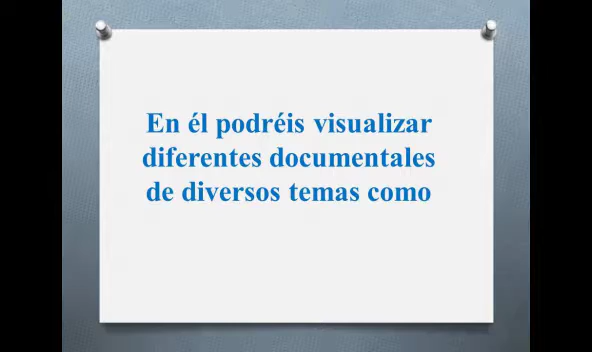 En él podréis visualizar
diferentes documentales
de diversos temas como